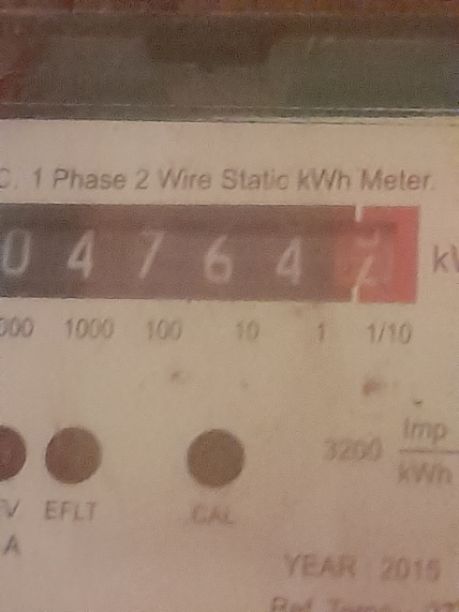 C. 1 Phase 2 Wire Static kWh Meter.
0 4 7 6 4
000 1000 100 10 1 1/10
3200 Imp
kWh
V EFLT CAL
A
YEAR 2015